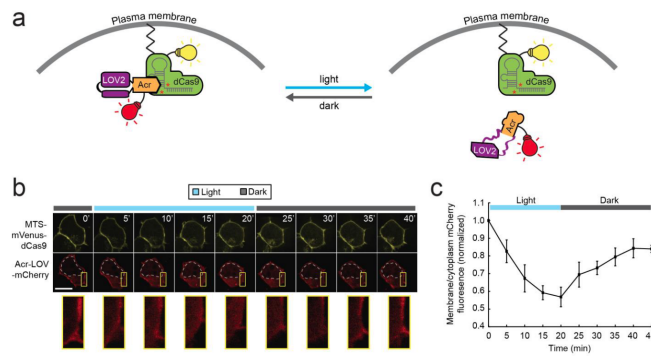 a
Plasma membrane
LOV2
Acr
dCas9
light
dark
Plasma membrane
dCas9
Acr
LOV2
b
Light
Dark
MTS-
mVenus-
dCas9
0' 5' 10' 15' 20' 25' 30' 35' 40'
Acr-LOV
-mCherry
c
Light Dark
Membrane/cytoplasm mCherry
fluoresence (normalized)
1.0
0.9
0.8
0.7
0.6
0.5
0.4
0 5 10 15 20 25 30 35 40 45
Time (min)